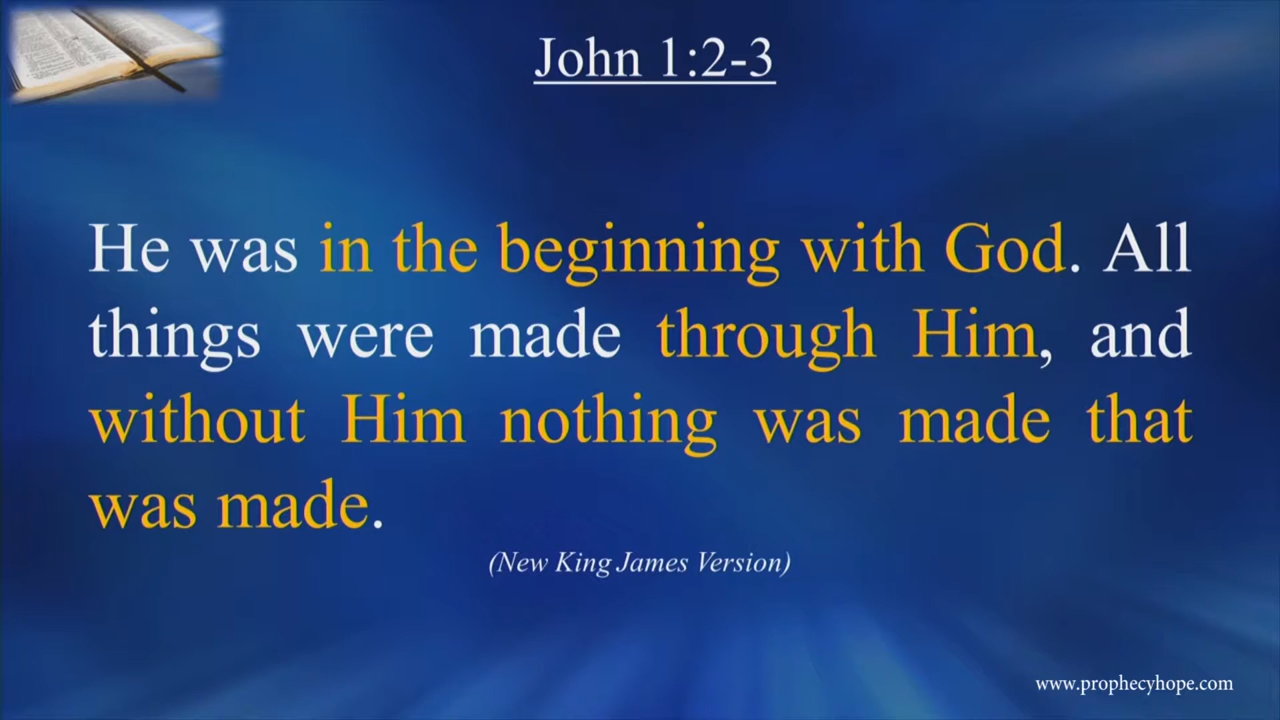 John 1:2-3
He was in the beginning with God. All
things were made through Him, and
without Him nothing was made that
was made.
(New King James Version)
www.prophecyhope.com